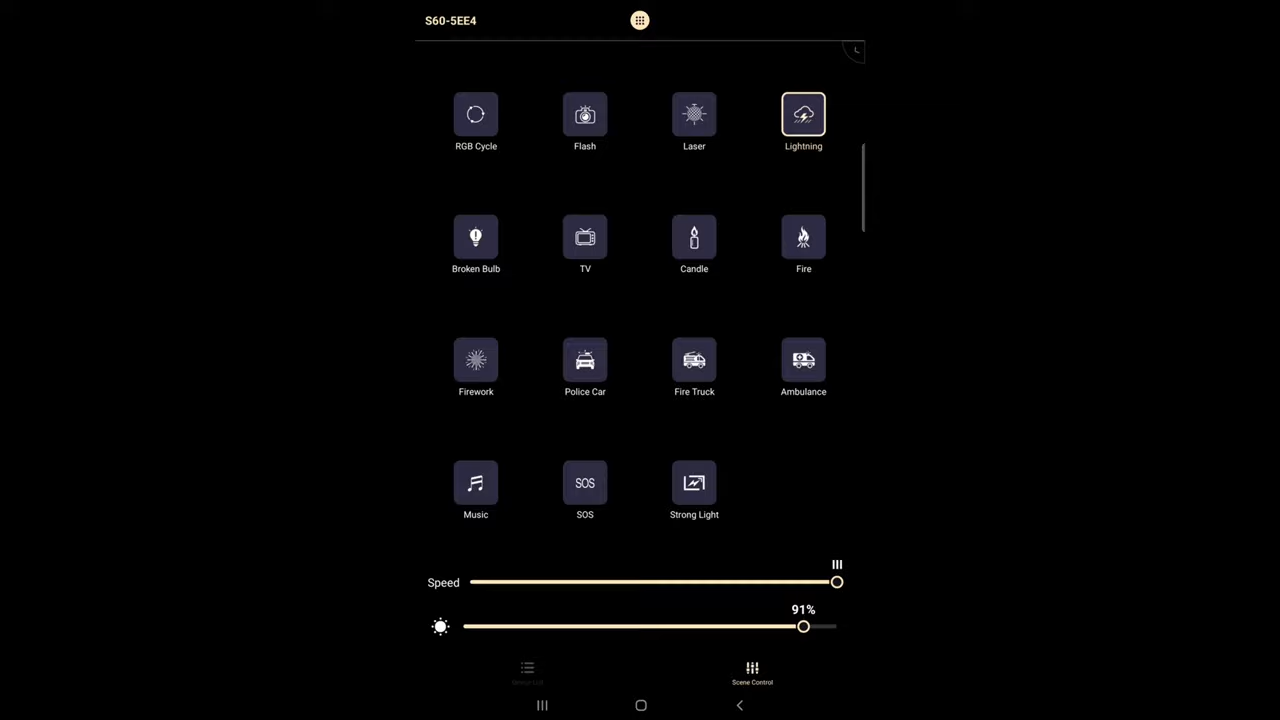 S60-5EE4
RGB Cycle
Flash
Laser
Lightning
Broken Bulb
TV
Candle
Fire
Firework
Police Car
Fire Truck
Ambulance
SOS
Music
SOS
Strong Light
III
Speed
91%
Scene Control